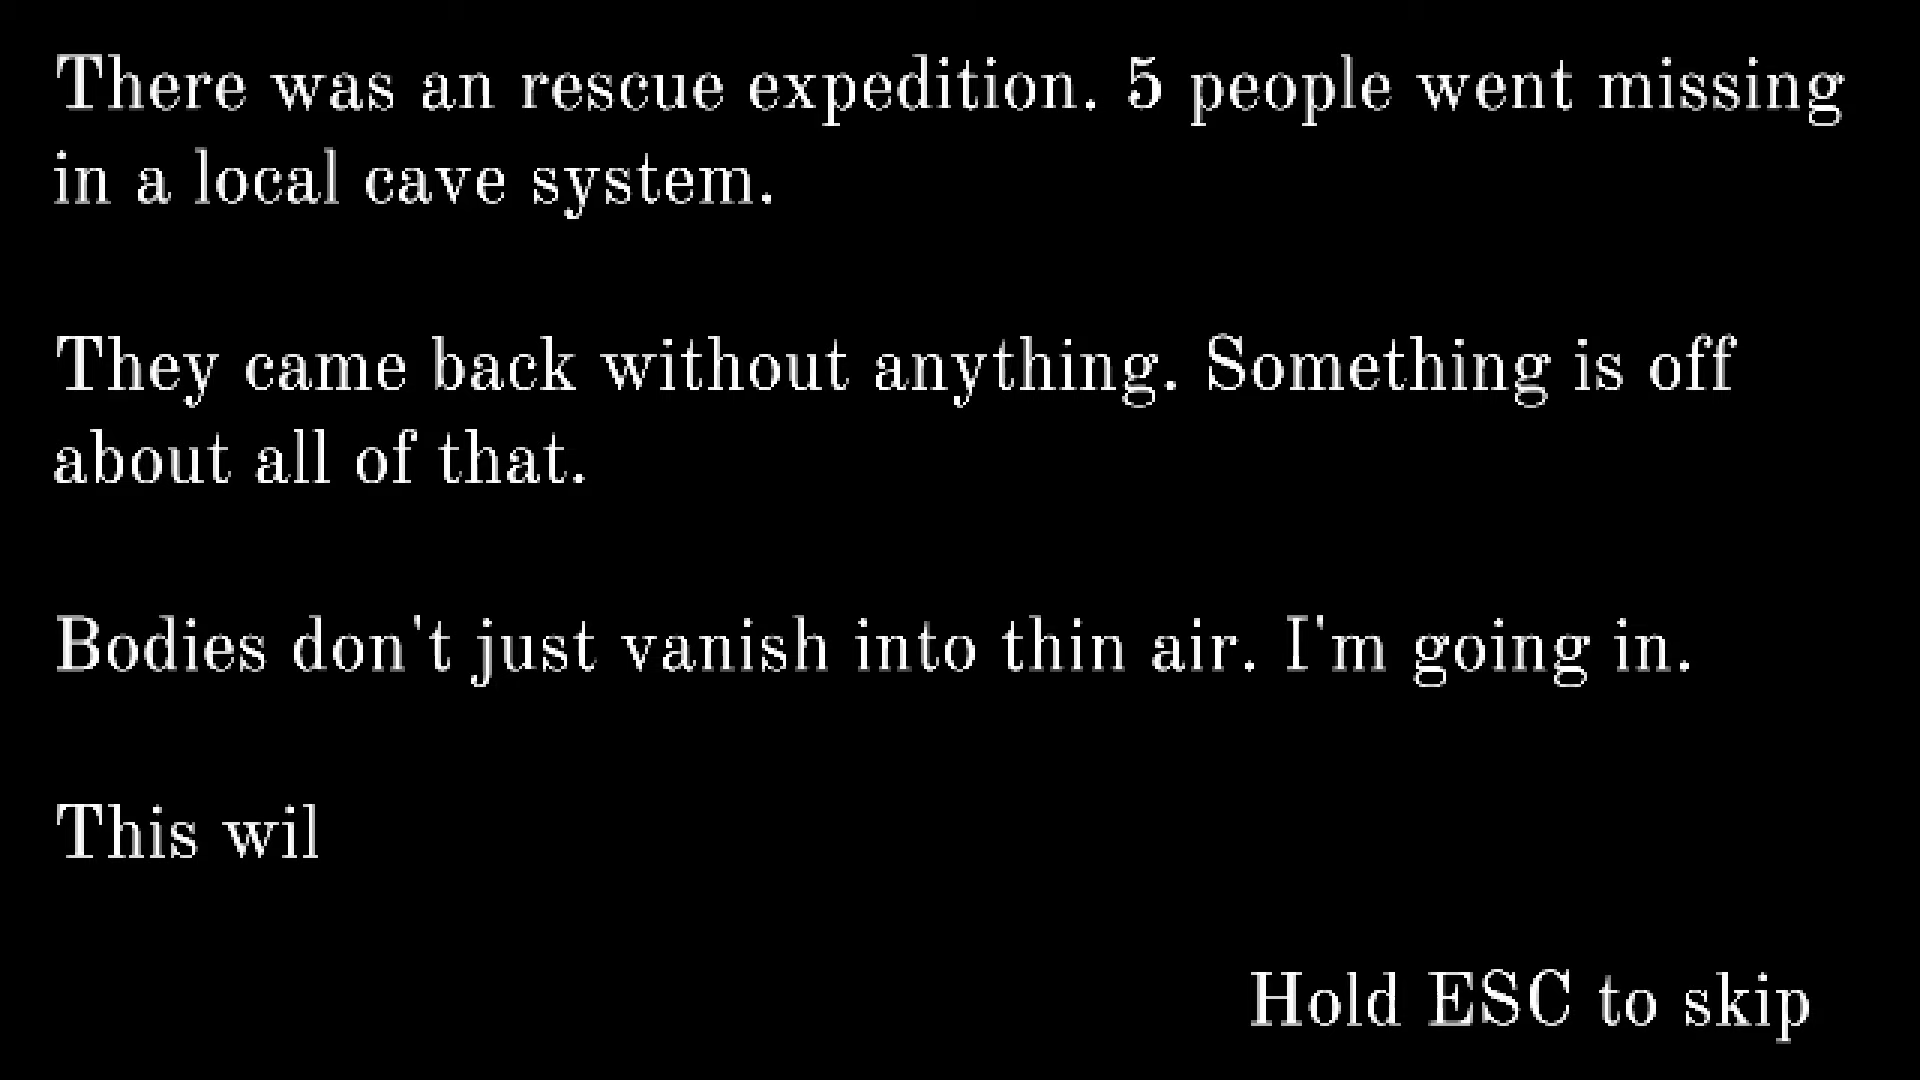 There was an rescue expedition. 5 people went missing
in a local cave system.
They came back without anything. Something is off
about all of that.
Bodies don't just vanish into thin air. I'm going in.
This wil
Hold ESC to skip